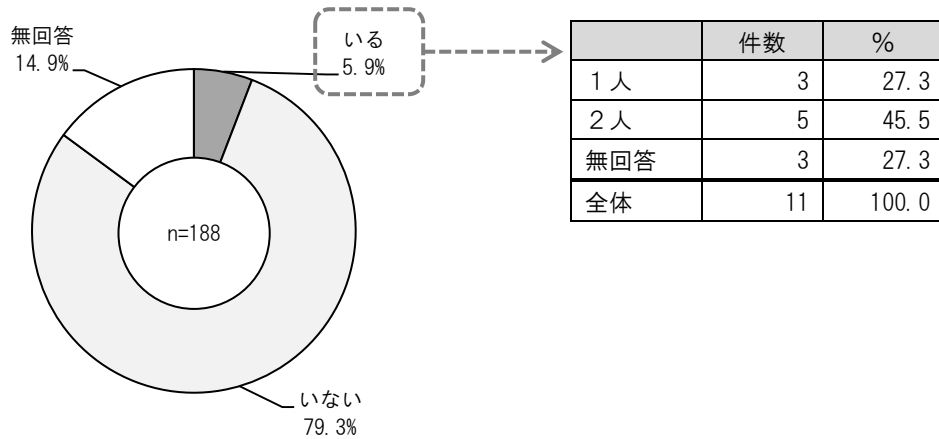 無回答
14.9%
いる
5.9%
n=188
いない
79.3%
件数 %
１人 3 27.3
２人 5 45.5
無回答 3 27.3
全体 11 100.0